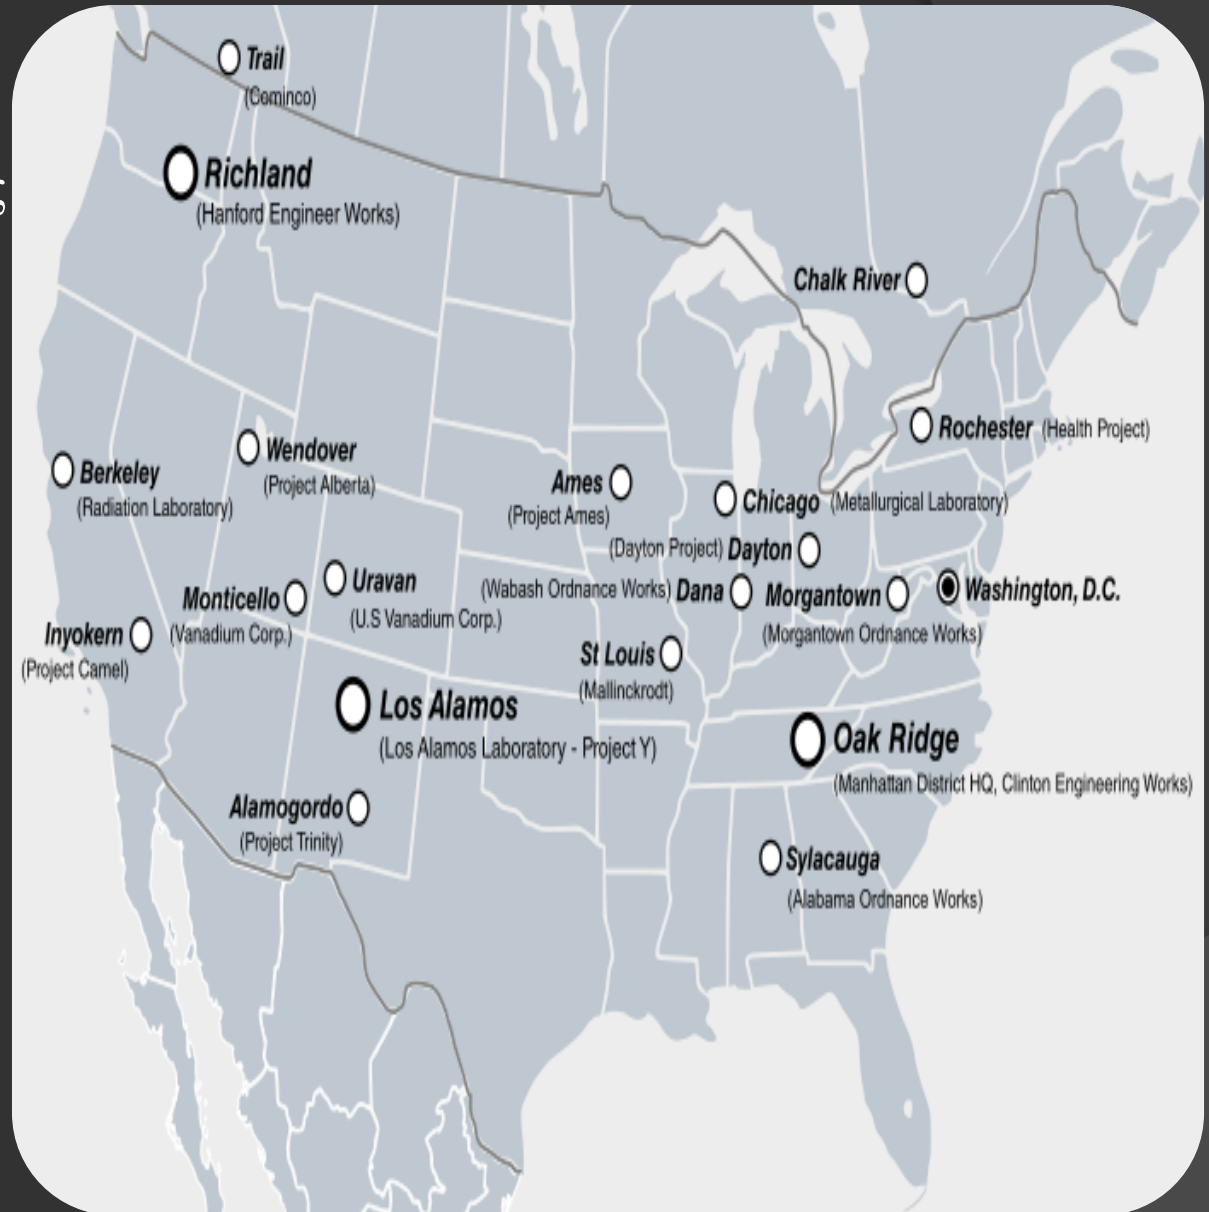 Trail
(Cominco)
Richland
(Hanford Engineer Works)
Chalk River
Rochester (Health Project)
Wendover
(Project Alberta)
Berkeley
(Radiation Laboratory)
Ames
(Project Ames)
Chicago (Metallurgical Laboratory)
(Dayton Project) Dayton
Uravan
(U.S Vanadium Corp.)
Monticello
(Vanadium Corp.)
(Wabash Ordnance Works) Dana
Morgantown
(Morgantown Ordnance Works)
Washington, D.C.
Inyokern
(Project Camel)
St Louis
(Mallinckrodt)
Los Alamos
(Los Alamos Laboratory - Project Y)
Oak Ridge
(Manhattan District HQ, Clinton Engineering Works)
Alamogordo
(Project Trinity)
Sylacauga
(Alabama Ordnance Works)